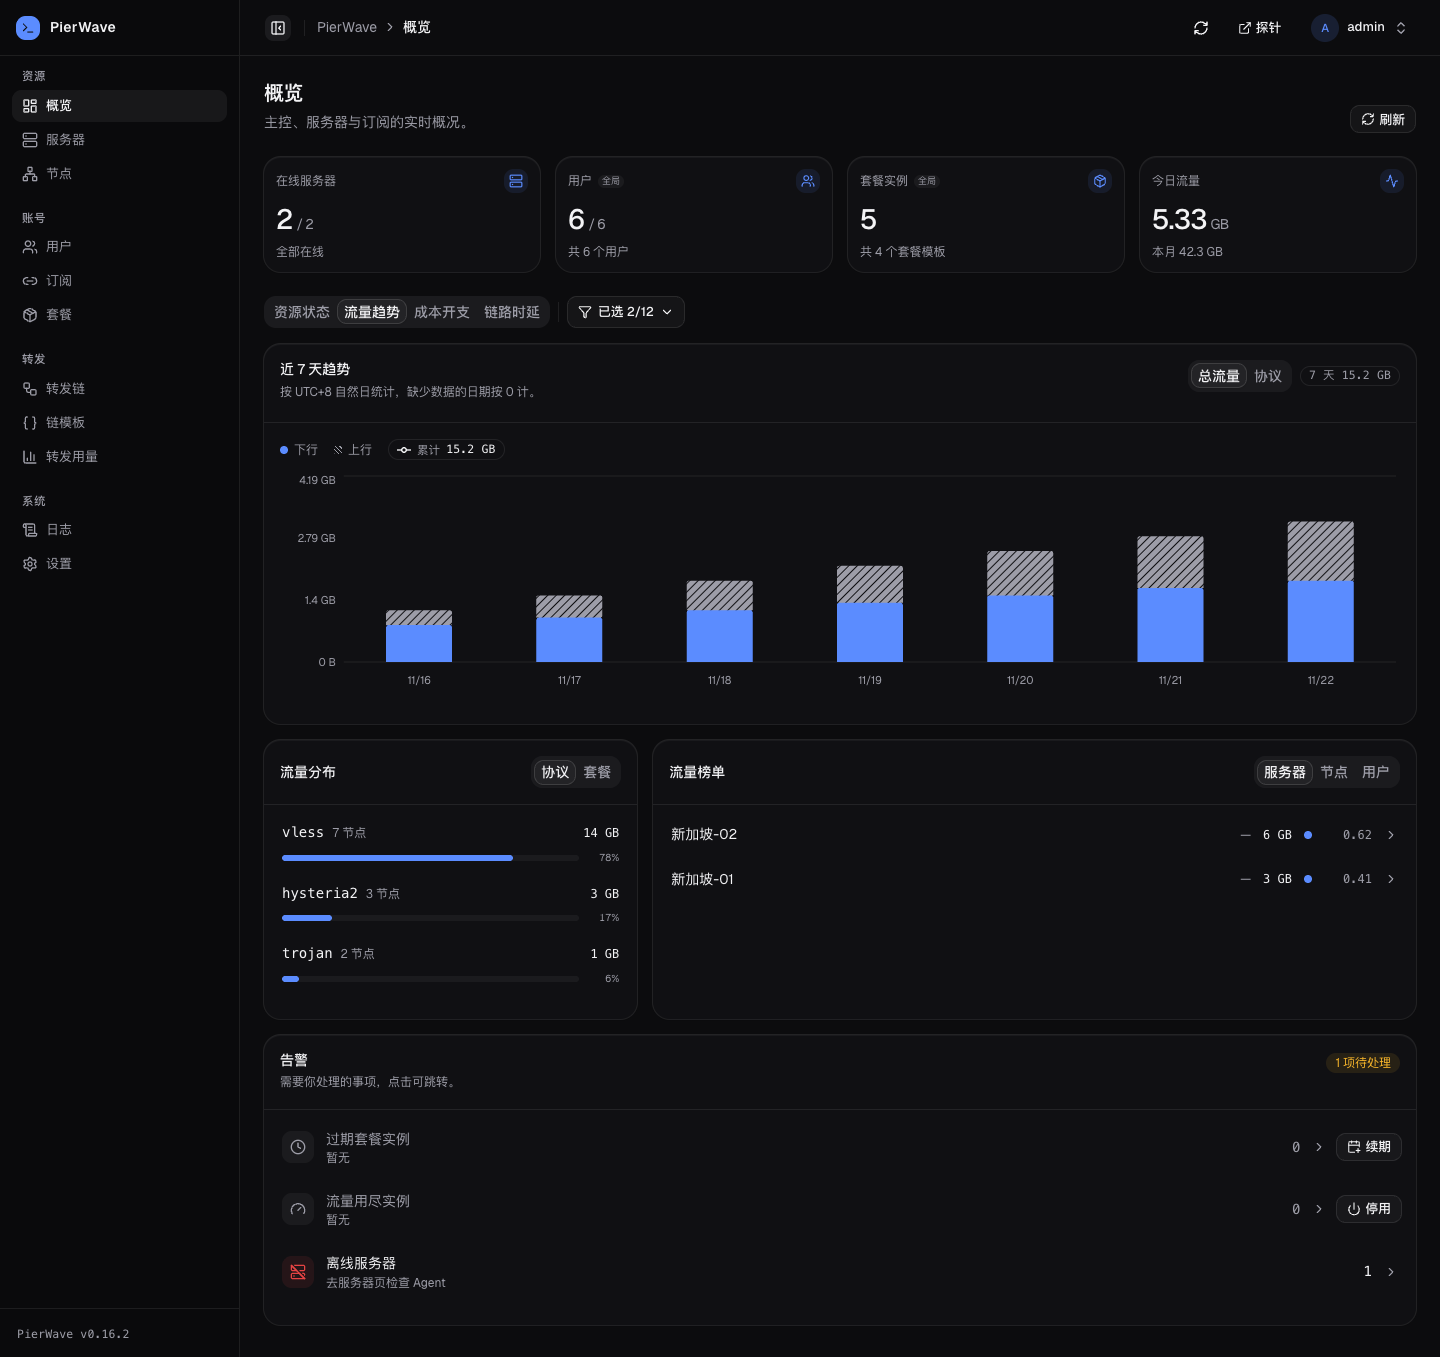 PierWave
PierWave > 概览
探针
A admin
资源
概览
服务器
节点
账号
用户
订阅
套餐
转发
转发链
链模板
转发用量
系统
日志
设置
PierWave v0.16.2
概览
主控、服务器与订阅的实时概况。
刷新
在线服务器
2 / 2
全部在线
用户 全局
6 / 6
共 6 个用户
套餐实例 全局
5
共 4 个套餐模板
今日流量
5.33 GB
本月 42.3 GB
资源状态 流量趋势 成本开支 链路时延
已选 2/12
近 7 天趋势
按 UTC+8 自然日统计，缺少数据的日期按 0 计。
总流量 协议
7 天 15.2 GB
下行 上行 累计 15.2 GB
4.19 GB
2.79 GB
1.4 GB
0 B
11/16 11/17 11/18 11/19 11/20 11/21 11/22
流量分布
协议 套餐
vless 7 节点 14 GB
78%
hysteria2 3 节点 3 GB
17%
trojan 2 节点 1 GB
6%
流量榜单
服务器 节点 用户
新加坡-02 — 6 GB 0.62
新加坡-01 — 3 GB 0.41
告警
需要你处理的事项，点击可跳转。
1 项待处理
过期套餐实例
暂无
0 续期
流量用尽实例
暂无
0 停用
离线服务器
去服务器页检查 Agent
1